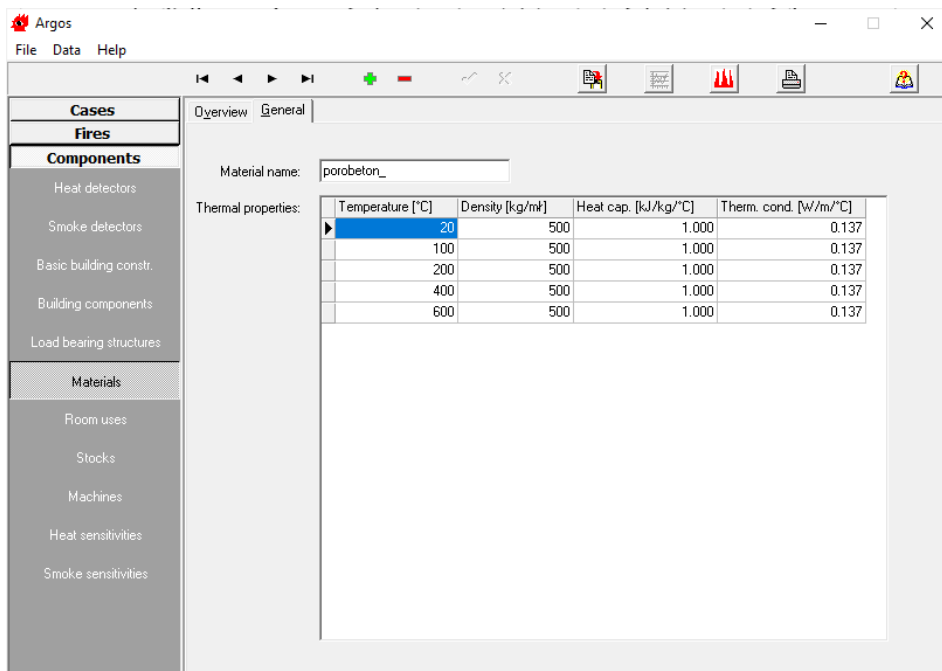 Argos
File Data Help
Cases
Fires
Components
Heat detectors
Smoke detectors
Basic building constr.
Building components
Load bearing structures
Materials
Room uses
Stocks
Machines
Heat sensitivities
Smoke sensitivities
Overview General
Material name: porobeton_
Thermal properties:
Temperature [°C] Density [kg/mł] Heat cap. [kJ/kg/°C] Therm. cond. [W/m/°C]
20 500 1.000 0.137
100 500 1.000 0.137
200 500 1.000 0.137
400 500 1.000 0.137
600 500 1.000 0.137